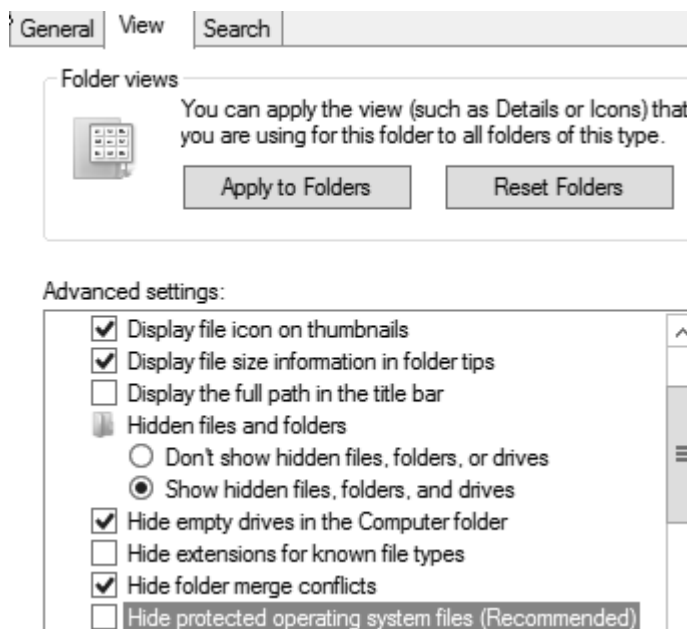 General View Search
Folder views
You can apply the view (such as Details or Icons) that
you are using for this folder to all folders of this type.
Apply to Folders Reset Folders
Advanced settings:
Display file icon on thumbnails
Display file size information in folder tips
Display the full path in the title bar
Hidden files and folders
Don't show hidden files, folders, or drives
Show hidden files, folders, and drives
Hide empty drives in the Computer folder
Hide extensions for known file types
Hide folder merge conflicts
Hide protected operating system files (Recommended)